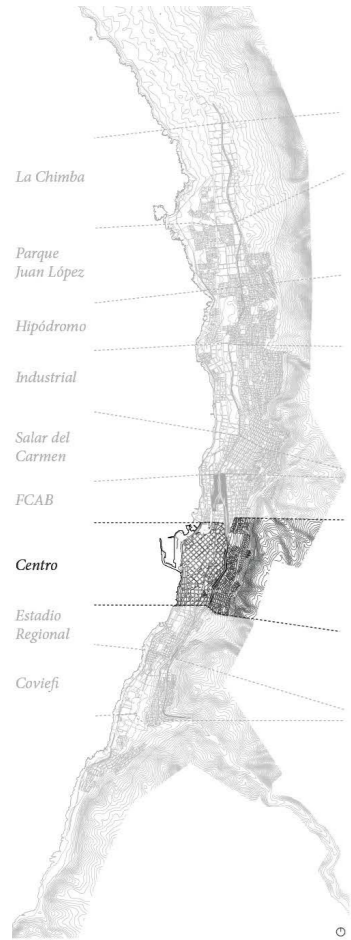 La Chimba
Parque
Juan López
Hipódromo
Industrial
Salar del
Carmen
FCAB
Centro
Estadio
Regional
Coviefi